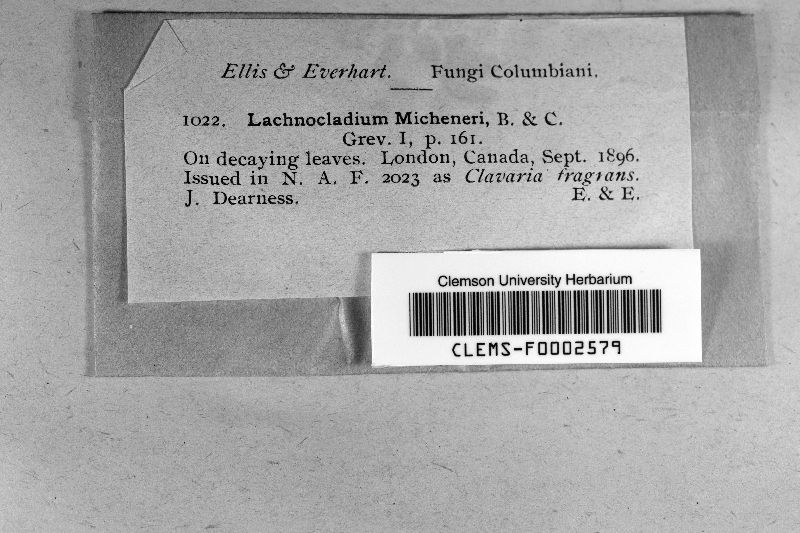 Ellis & Everhart. Fungi Columbiani.
1022. Lachnocladium Micheneri, B. & C.
Grev. I, p. 161.
On decaying leaves. London, Canada, Sept. 1896.
Issued in N. A. F. 2023 as Clavaria fragrans.
J. Dearness. E. & E.
Clemson University Herbarium
CLEMS-F0002579